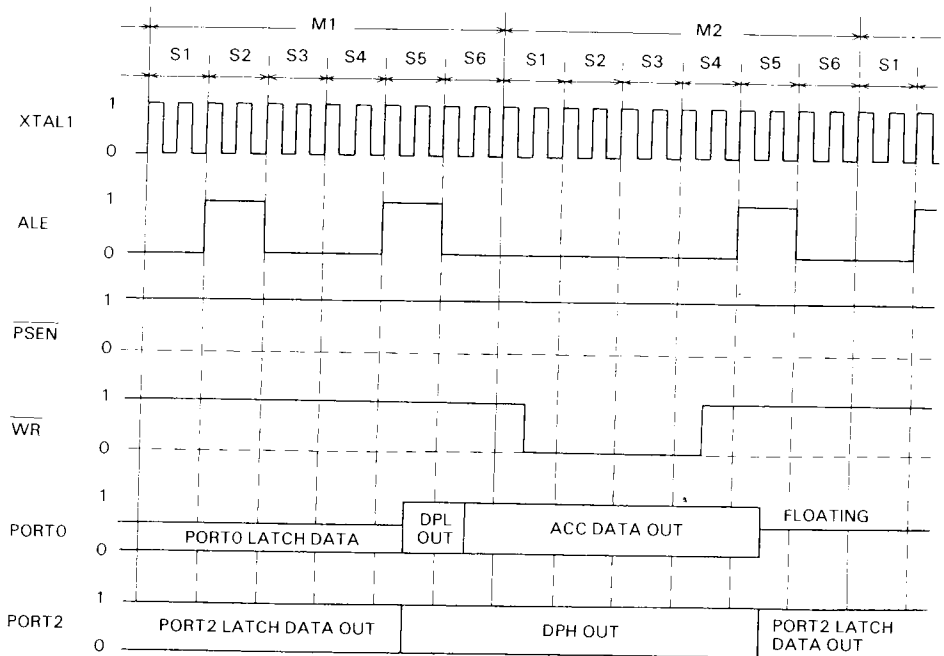 M1 M2
S1 S2 S3 S4 S5 S6 S1 S2 S3 S4 S5 S6 S1
1
XTAL1
0
1
ALE
0
1
PSEN
0
1
WR
0
1
PORT0 PORT0 LATCH DATA DPL OUT ACC DATA OUT FLOATING
0
1
PORT2 PORT2 LATCH DATA OUT DPH OUT PORT2 LATCH DATA OUT
0